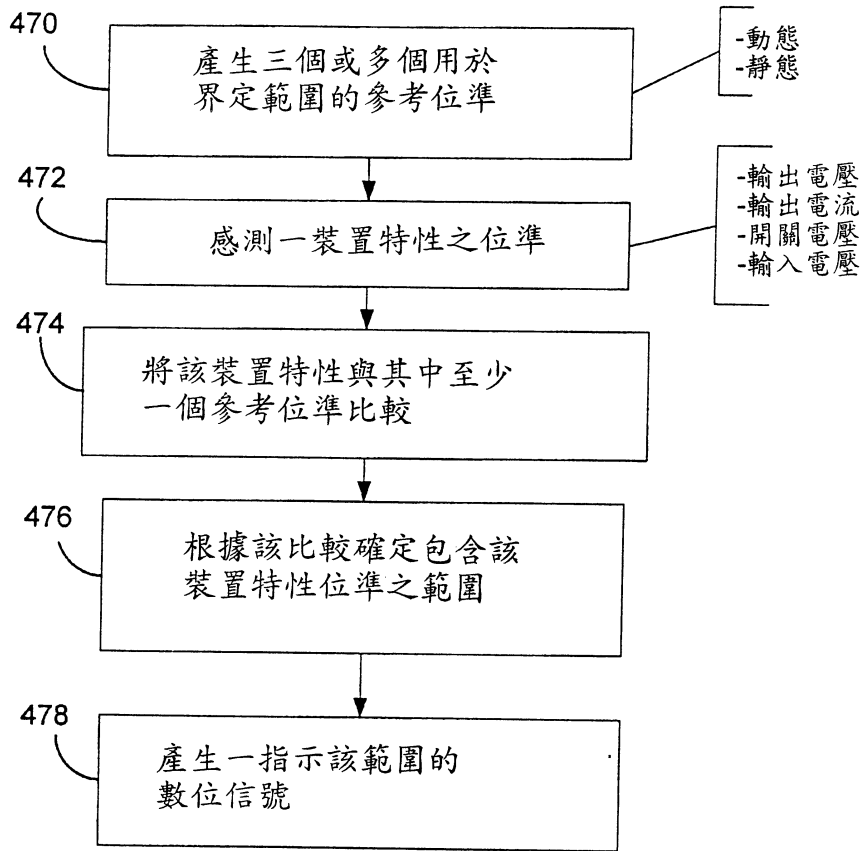 470
產生三個或多個用於
界定範圍的參考位準
-動態
-靜態
472
感測一裝置特性之位準
-輸出電壓
-輸出電流
-開關電壓
-輸入電壓
474
將該裝置特性與其中至少
一個參考位準比較
476
根據該比較確定包含該
裝置特性位準之範圍
478
產生一指示該範圍的
數位信號